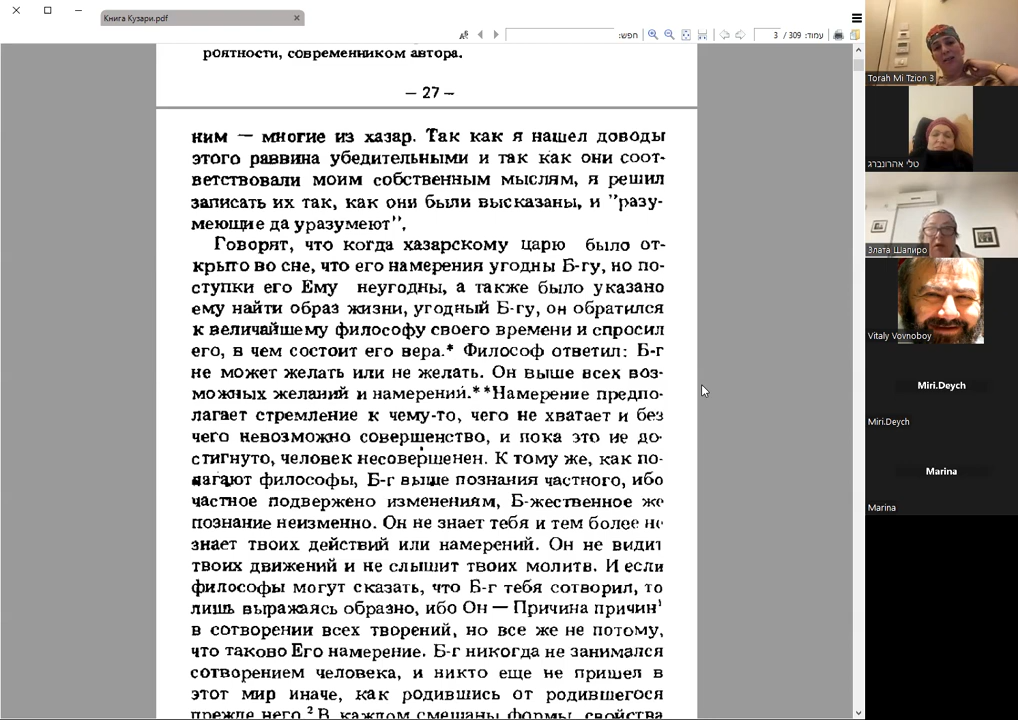 Книга Кузари.pdf
חפש:
3 / 309 :עמוד
роятности, современником автора.
— 27 —
ним — многие из хазар. Так как я нашел доводы
этого раввина убедительными и так как они соот-
ветствовали моим собственным мыслям, я решил
записать их так, как они были высказаны, и "разу-
меющие да уразумеют".
Говорят, что когда хазарскому царю было от-
крыто во сне, что его намерения угодны Б-гу, но по-
ступки его Ему неугодны, а также было указано
ему найти образ жизни, угодный Б-гу, он обратился
к величайшему философу своего времени и спросил
его, в чем состоит его вера.* Философ ответил: Б-г
не может желать или не желать. Он выше всех воз-
можных желаний и намерений.** Намерение предпо-
лагает стремление к чему-то, чего не хватает и без
чего невозможно совершенство, и пока это не до-
стигнуто, человек несовершенен. К тому же, как по-
лагают философы, Б-г выше познания частного, ибо
частное подвержено изменениям, Б-жественное же
познание неизменно. Он не знает тебя и тем более не
знает твоих действий или намерений. Он не видит
твоих движений и не слышит твоих молитв. И если
философы могут сказать, что Б-г тебя сотворил, то
лишь выражаясь образно, ибо Он — Причина причин¹
в сотворении всех творений, но все же не потому,
что таково Его намерение. Б-г никогда не занимался
сотворением человека, и никто еще не пришел в
этот мир иначе, как родившись от родившегося
прежде него.² В каждом смешаны формы, свойства
Torah Mi Tzion 3
טלי אהרונברג
Злата Шапиро
Vitaly Vovnoboy
Miri.Deych
Miri.Deych
Marina
Marina